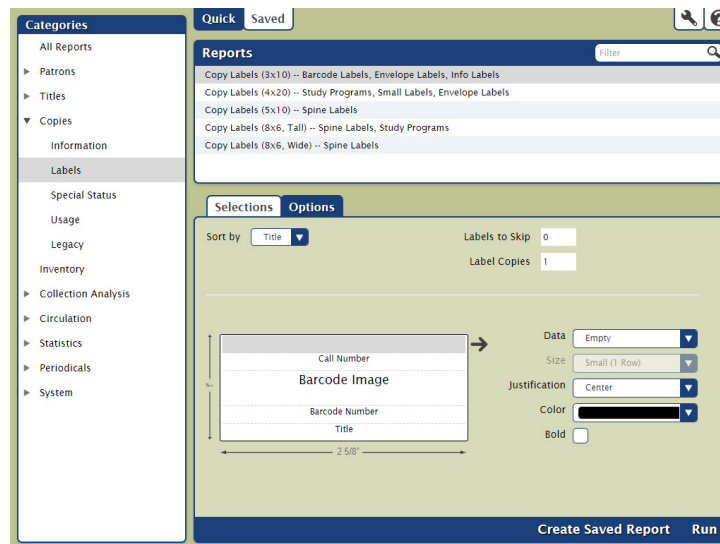 Categories
All Reports
Patrons
Titles
Copies
Information
Labels
Special Status
Usage
Legacy
Inventory
Collection Analysis
Circulation
Statistics
Periodicals
System
Quick Saved
Reports
Filter
Copy Labels (3x10) -- Barcode Labels, Envelope Labels, Info Labels
Copy Labels (4x20) -- Study Programs, Small Labels, Envelope Labels
Copy Labels (5x10) -- Spine Labels
Copy Labels (8x6, Tall) -- Spine Labels, Study Programs
Copy Labels (8x6, Wide) -- Spine Labels
Selections Options
Sort by Title
Labels to Skip 0
Label Copies 1
Call Number
Barcode Image
Barcode Number
Title
1"
2 5/8"
Data Empty
Size Small (1 Row)
Justification Center
Color
Bold
Create Saved Report Run